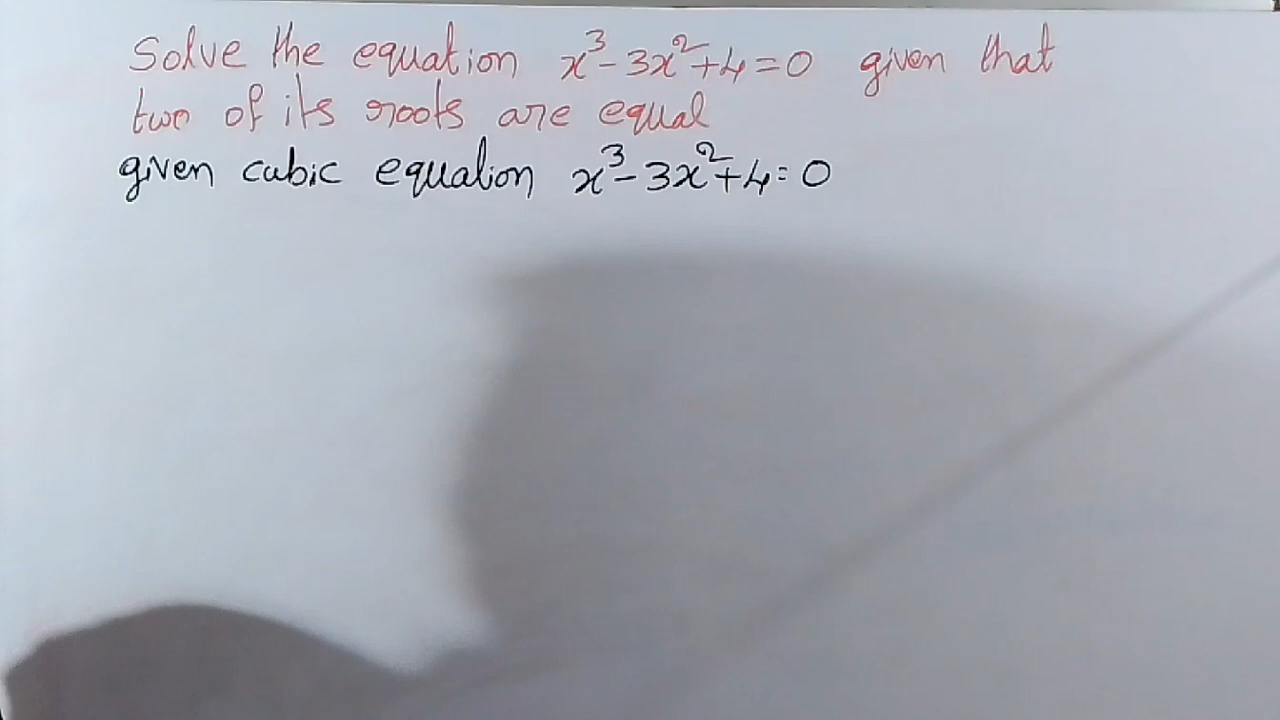 Solve the equation x³-3x²+4=0 given that
two of its roots are equal
given cubic equation x³-3x²+4=0